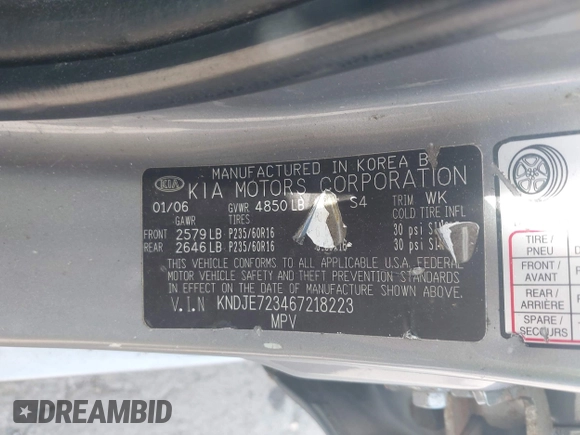 MANUFACTURED IN KOREA B
KIA KIA MOTORS CORPORATION
01/06 GVWR 4850 LB S4 TRIM WK
GAWR TIRES COLD TIRE INFL
FRONT 2579 LB P235/60R16 30 psi
REAR 2646 LB P235/60R16 30 psi
THIS VEHICLE CONFORMS TO ALL APPLICABLE U.S. FEDERAL
MOTOR VEHICLE SAFETY AND THEFT PREVENTION STANDARDS
IN EFFECT ON THE DATE OF MANUFACTURE SHOWN ABOVE.
V.I.N KNDJE723467218223
MPV
TIRE /
PNEU
FRONT /
AVANT
REAR /
ARRIÈRE
SPARE /
SECOURS
DREAMBID